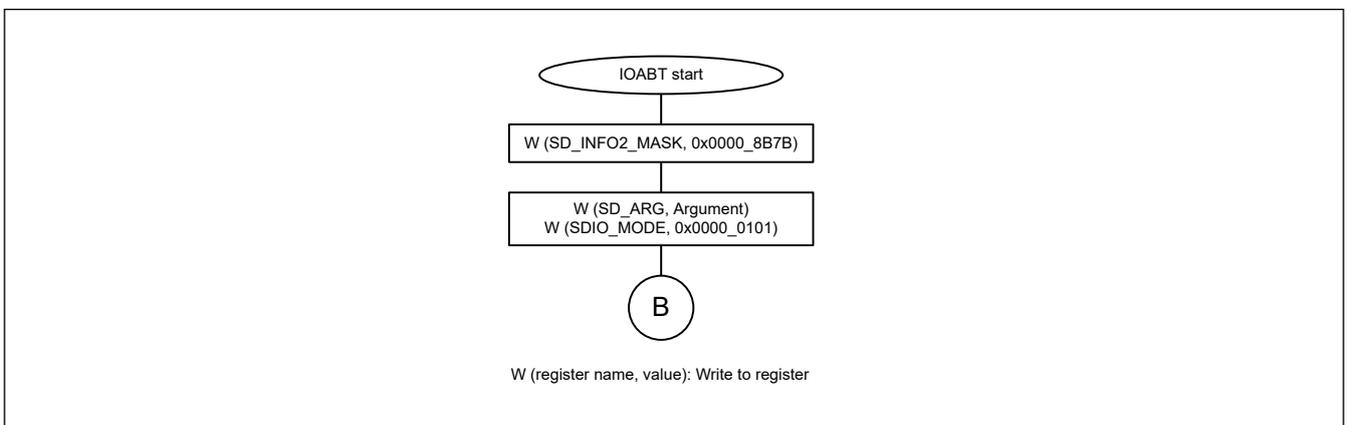 IOABT start
W (SD_INFO2_MASK, 0x0000_8B7B)
W (SD_ARG, Argument)
W (SDIO_MODE, 0x0000_0101)
B
W (register name, value): Write to register